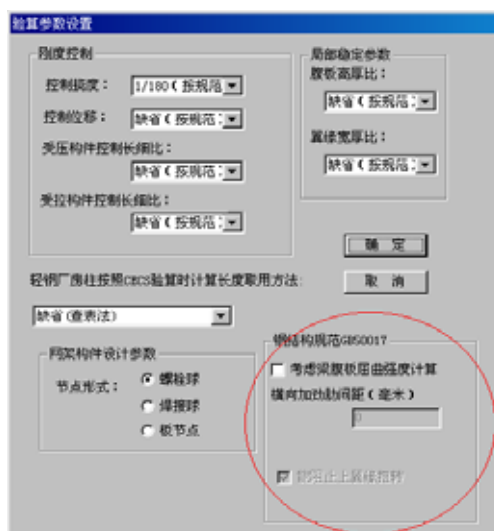 验算参数设置
刚度控制
控制挠度： 1/180（按规范
控制位移： 缺省（按规范：
受压构件控制长细比：
缺省（按规范：
受拉构件控制长细比：
缺省（按规范：
局部稳定参数
腹板高厚比：
缺省（按规范：
翼缘宽厚比：
缺省（按规范：
确 定
取 消
轻钢厂房柱按照CECS验算时计算长度取用方法：
缺省（查表法）
网架构件设计参数
节点形式： 螺栓球
焊接球
板节点
钢结构规范GB50017
考虑梁腹板屈曲强度计算
横向加劲肋间距（毫米）
0
能阻止上翼缘扭转